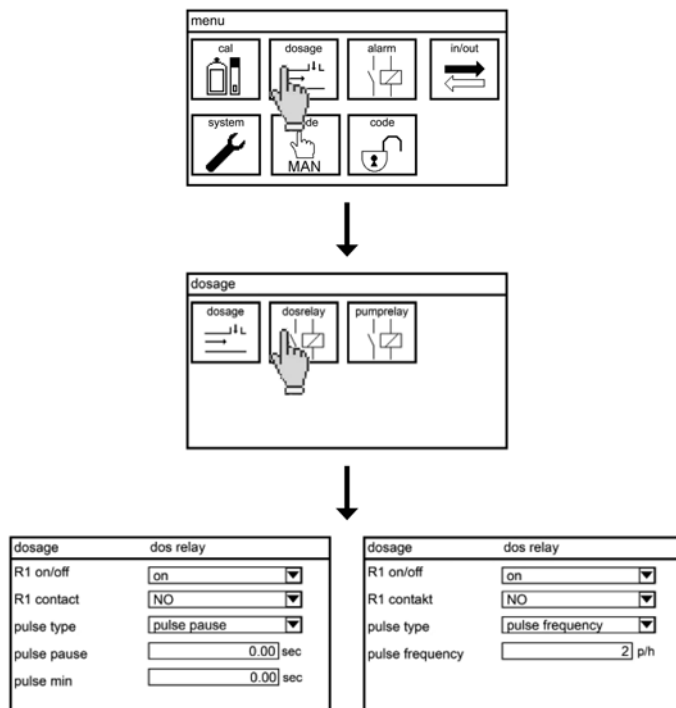 menu
cal dosage alarm in/out
system de code
MAN
dosage
dosage dosrelay pumprelay
dosage dos relay
R1 on/off on
R1 contact NO
pulse type pulse pause
pulse pause 0.00 sec
pulse min 0.00 sec
dosage dos relay
R1 on/off on
R1 contakt NO
pulse type pulse frequency
pulse frequency 2 p/h